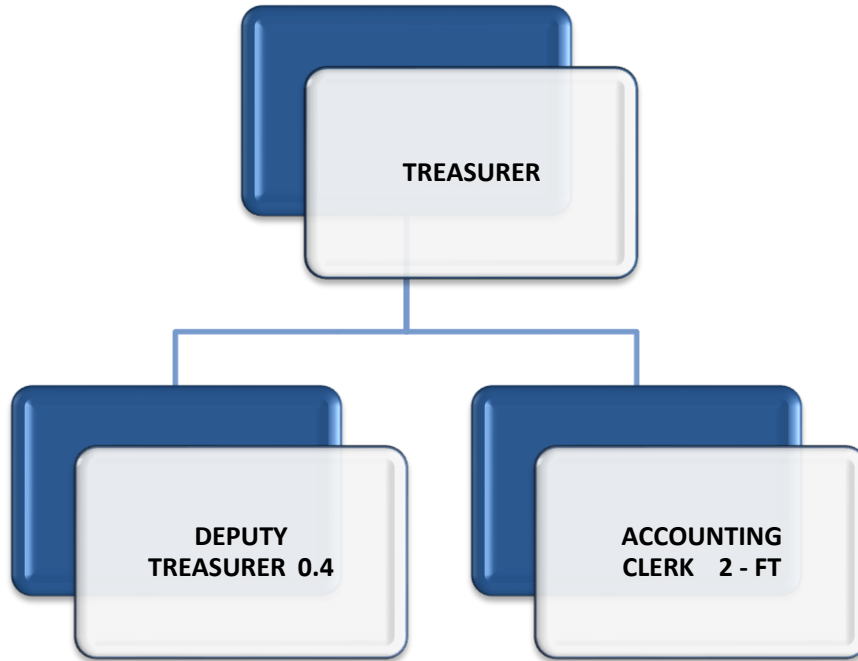 TREASURER
DEPUTY
TREASURER 0.4
ACCOUNTING
CLERK 2 - FT